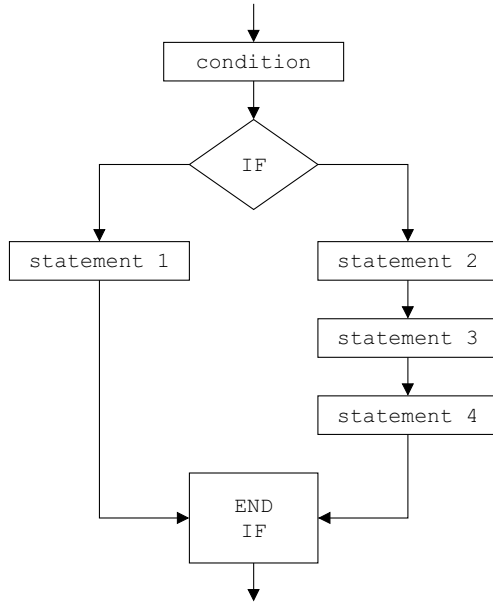 condition
IF
statement 1
statement 2
statement 3
statement 4
END
IF